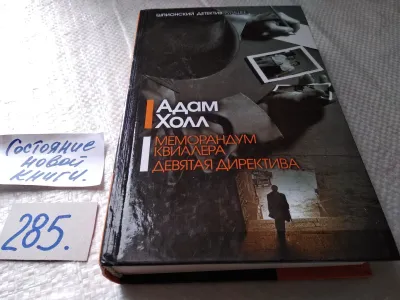 ШПИОНСКИЙ ДЕТЕКТИВ
Адам
Холл
МЕМОРАНДУМ
КВИЛЛЕРА
ДЕВЯТАЯ ДИРЕКТИВА
Состояние
новой
книги.
285.